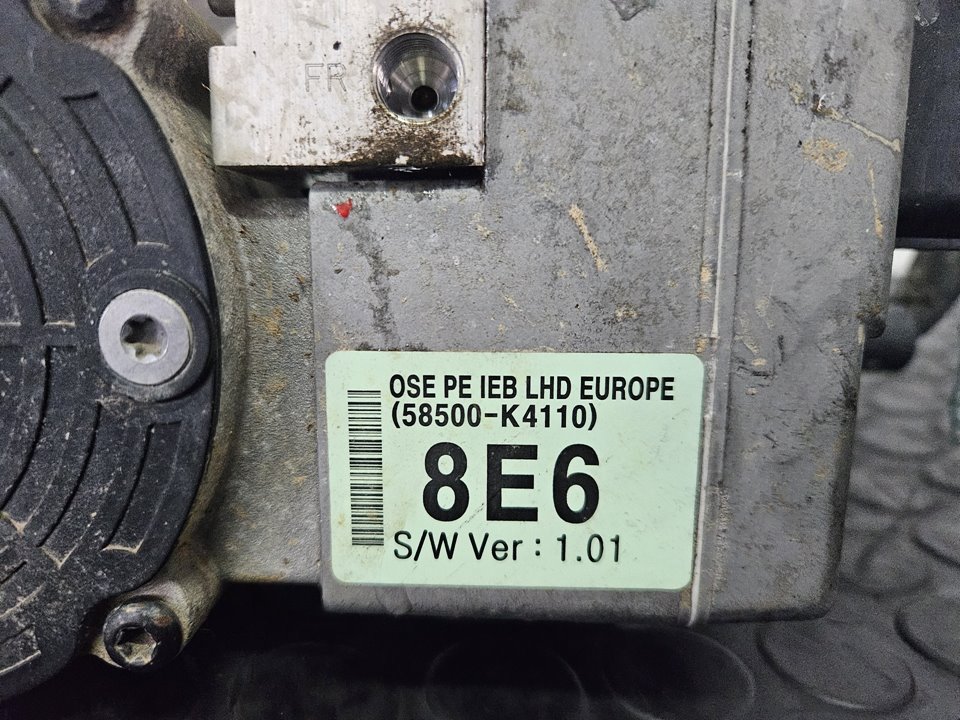 FR
OSE PE IEB LHD EUROPE
(58500-K4110)
8E6
S/W Ver : 1.01